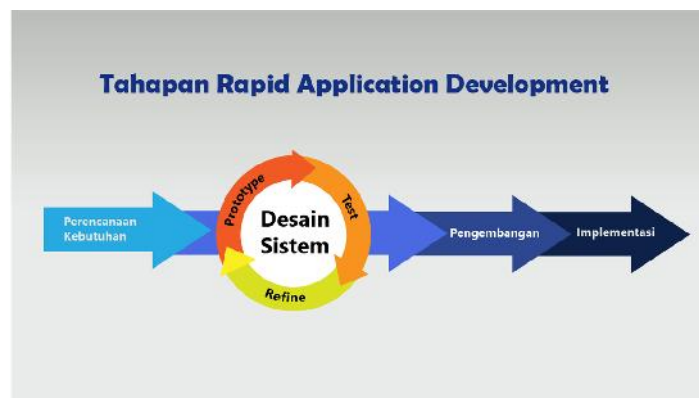 Tahapan Rapid Application Development
Perencanaan
Kebutuhan
Prototype
Test
Refine
Desain
Sistem
Pengembangan
Implementasi